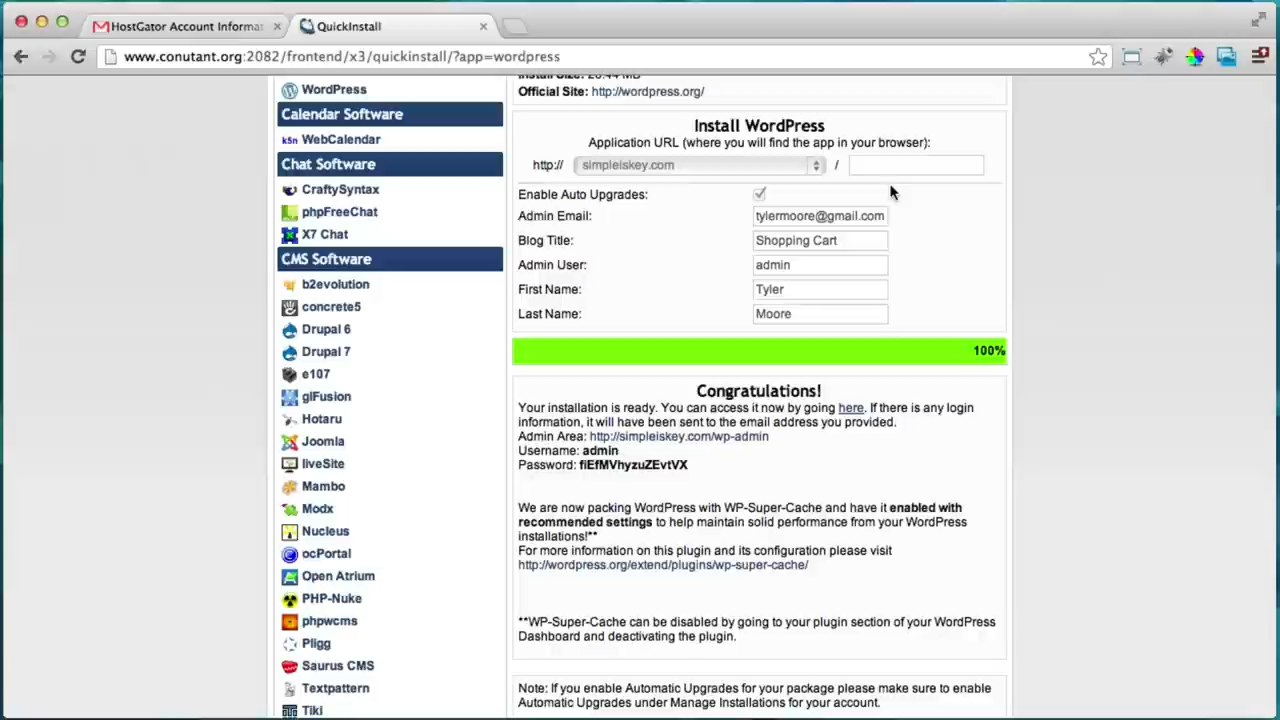 HostGator Account Informat
QuickInstall
www.conutant.org:2082/frontend/x3/quickinstall/?app=wordpress
WordPress
Calendar Software
WebCalendar
Chat Software
CraftySyntax
phpFreeChat
X7 Chat
CMS Software
b2evolution
concrete5
Drupal 6
Drupal 7
e107
glFusion
Hotaru
Joomla
liveSite
Mambo
Modx
Nucleus
ocPortal
Open Atrium
PHP-Nuke
phpwcms
Pligg
Saurus CMS
Textpattern
Tiki
Official Site: http://wordpress.org/
Install WordPress
Application URL (where you will find the app in your browser):
http:// simpleiskey.com /
Enable Auto Upgrades:
Admin Email: tylermoore@gmail.com
Blog Title: Shopping Cart
Admin User: admin
First Name: Tyler
Last Name: Moore
100%
Congratulations!
Your installation is ready. You can access it now by going here. If there is any login
information, it will have been sent to the email address you provided.
Admin Area: http://simpleiskey.com/wp-admin
Username: admin
Password: fiEfMVhyzuZEvtVX
We are now packing WordPress with WP-Super-Cache and have it enabled with
recommended settings to help maintain solid performance from your WordPress
installations!**
For more information on this plugin and its configuration please visit
http://wordpress.org/extend/plugins/wp-super-cache/
**WP-Super-Cache can be disabled by going to your plugin section of your WordPress
Dashboard and deactivating the plugin.
Note: If you enable Automatic Upgrades for your package please make sure to enable
Automatic Upgrades under Manage Installations for your account.